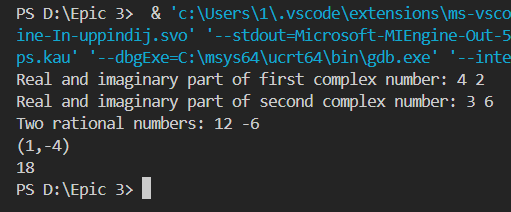 PS D:\Epic 3>  & 'c:\Users\1\.vscode\extensions\ms-vsco
ine-In-uppindij.svo' '--stdout=Microsoft-MIEngine-Out-5
ps.kau' '--dbgExe=C:\msys64\ucrt64\bin\gdb.exe' '--inte
Real and imaginary part of first complex number: 4 2
Real and imaginary part of second complex number: 3 6
Two rational numbers: 12 -6
(1,-4)
18
PS D:\Epic 3>